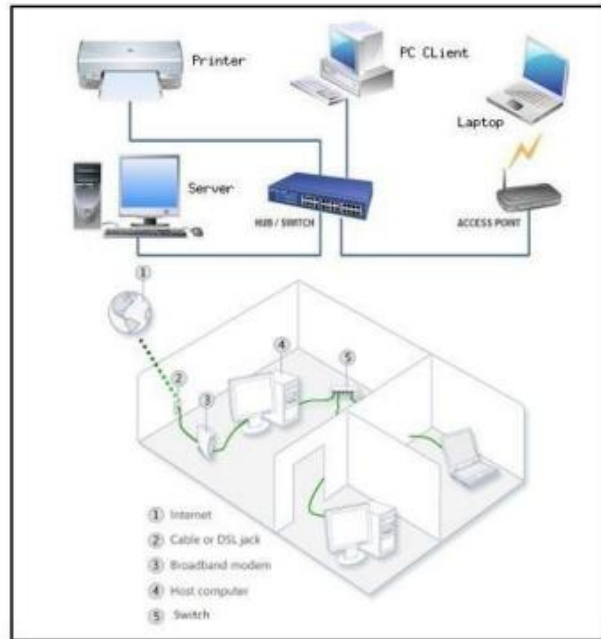 Printer
PC CLient
Laptop
Server
HUB / SWITCH
ACCESS POINT
1
2
3
4
5
1 Internet
2 Cable or DSL jack
3 Broadband modem
4 Host computer
5 Switch